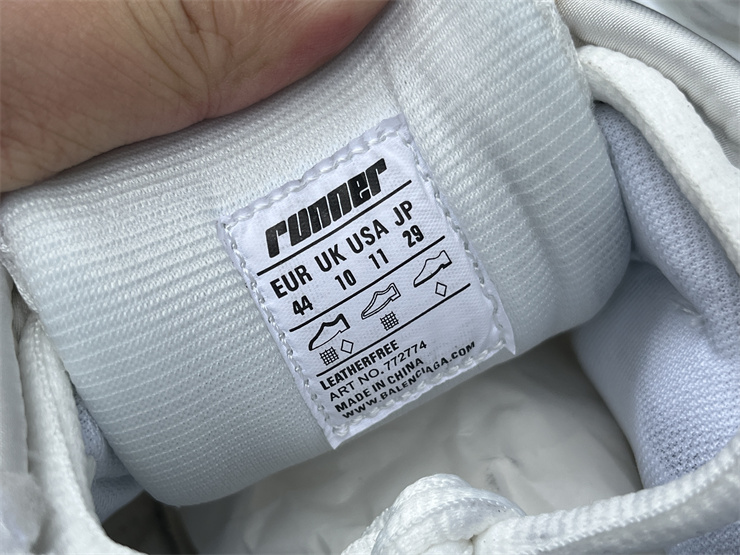 runner
EUR UK USA JP
44 10 11 29
LEATHERFREE
ART NO. 772774
MADE IN CHINA
WWW.BALENCIAGA.COM